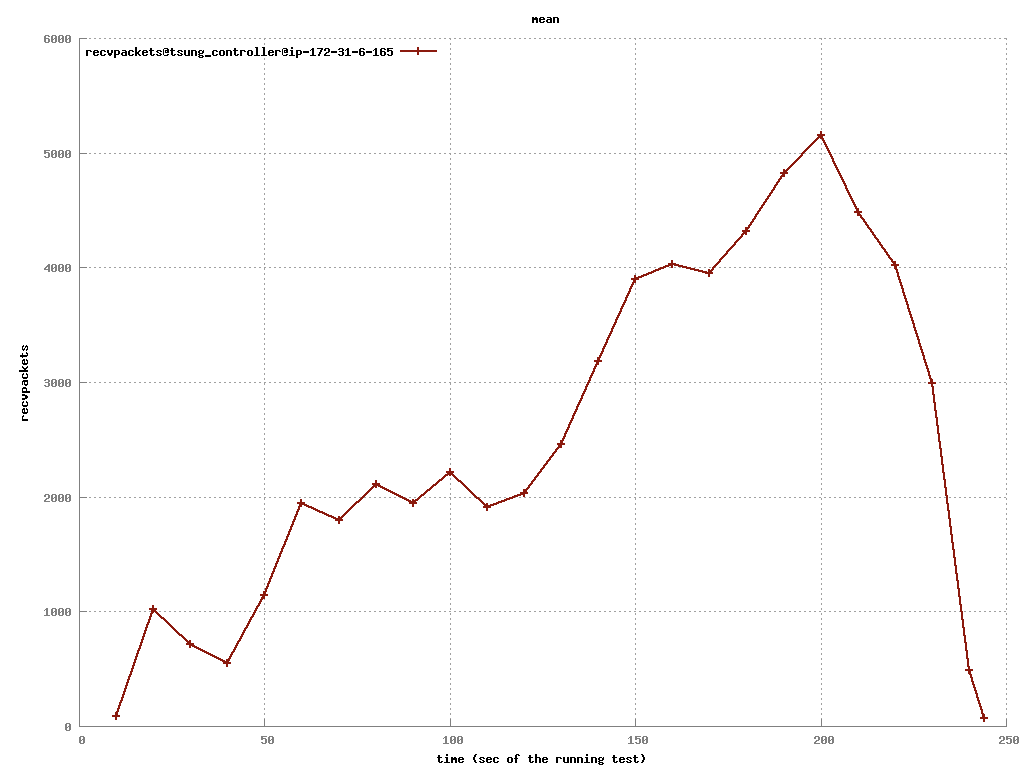 mean
6000
recvpackets@tsung_controller@ip-172-31-6-165
5000
4000
3000
2000
1000
0
recvpackets
0 50 100 150 200 250
time (sec of the running test)